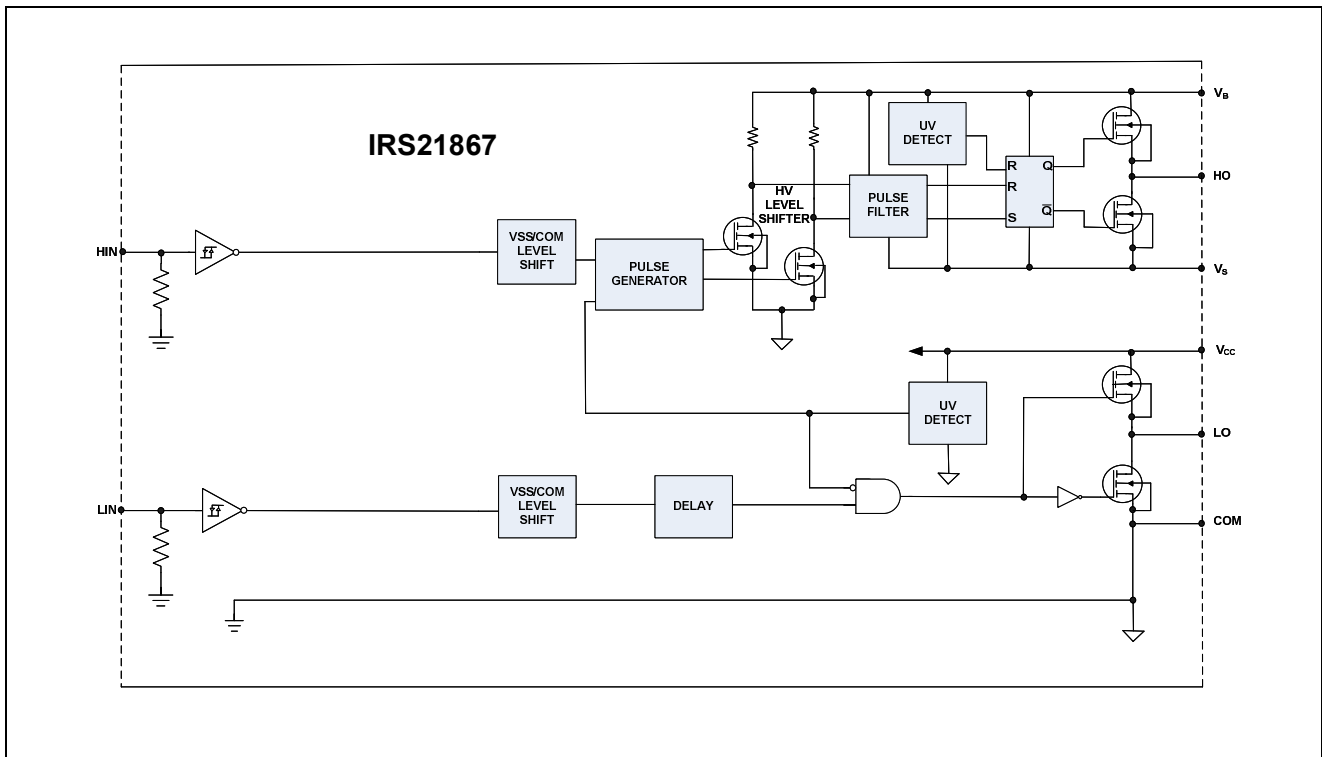 IRS21867
VB
UV
DETECT
R
Q
HO
HV
LEVEL
SHIFTER
PULSE
FILTER
R
S
Q̅
HIN
VSS/COM
LEVEL
SHIFT
PULSE
GENERATOR
VS
VCC
UV
DETECT
LO
LIN
VSS/COM
LEVEL
SHIFT
DELAY
COM